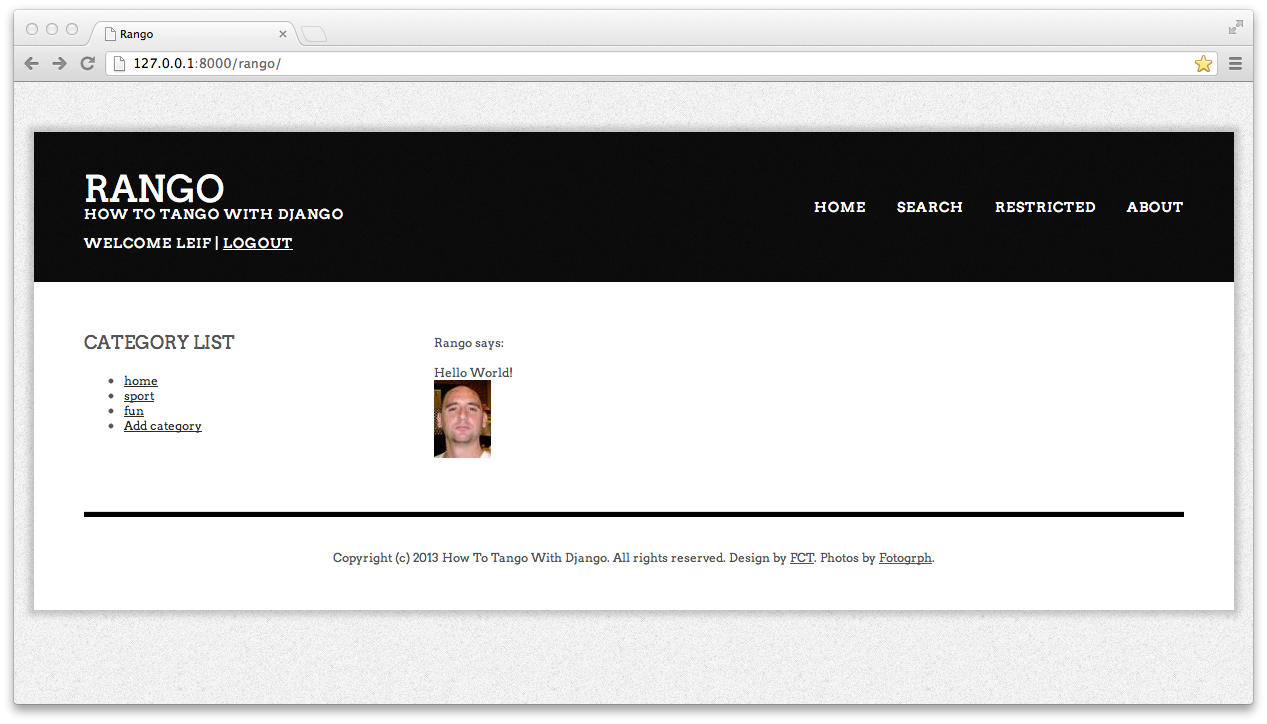 Rango
127.0.0.1:8000/rango/
RANGO
HOW TO TANGO WITH DJANGO
WELCOME LEIF | LOGOUT
HOME SEARCH RESTRICTED ABOUT
CATEGORY LIST
home
sport
fun
Add category
Rango says:
Hello World!
Copyright (c) 2013 How To Tango With Django. All rights reserved. Design by FCT. Photos by Fotogrph.